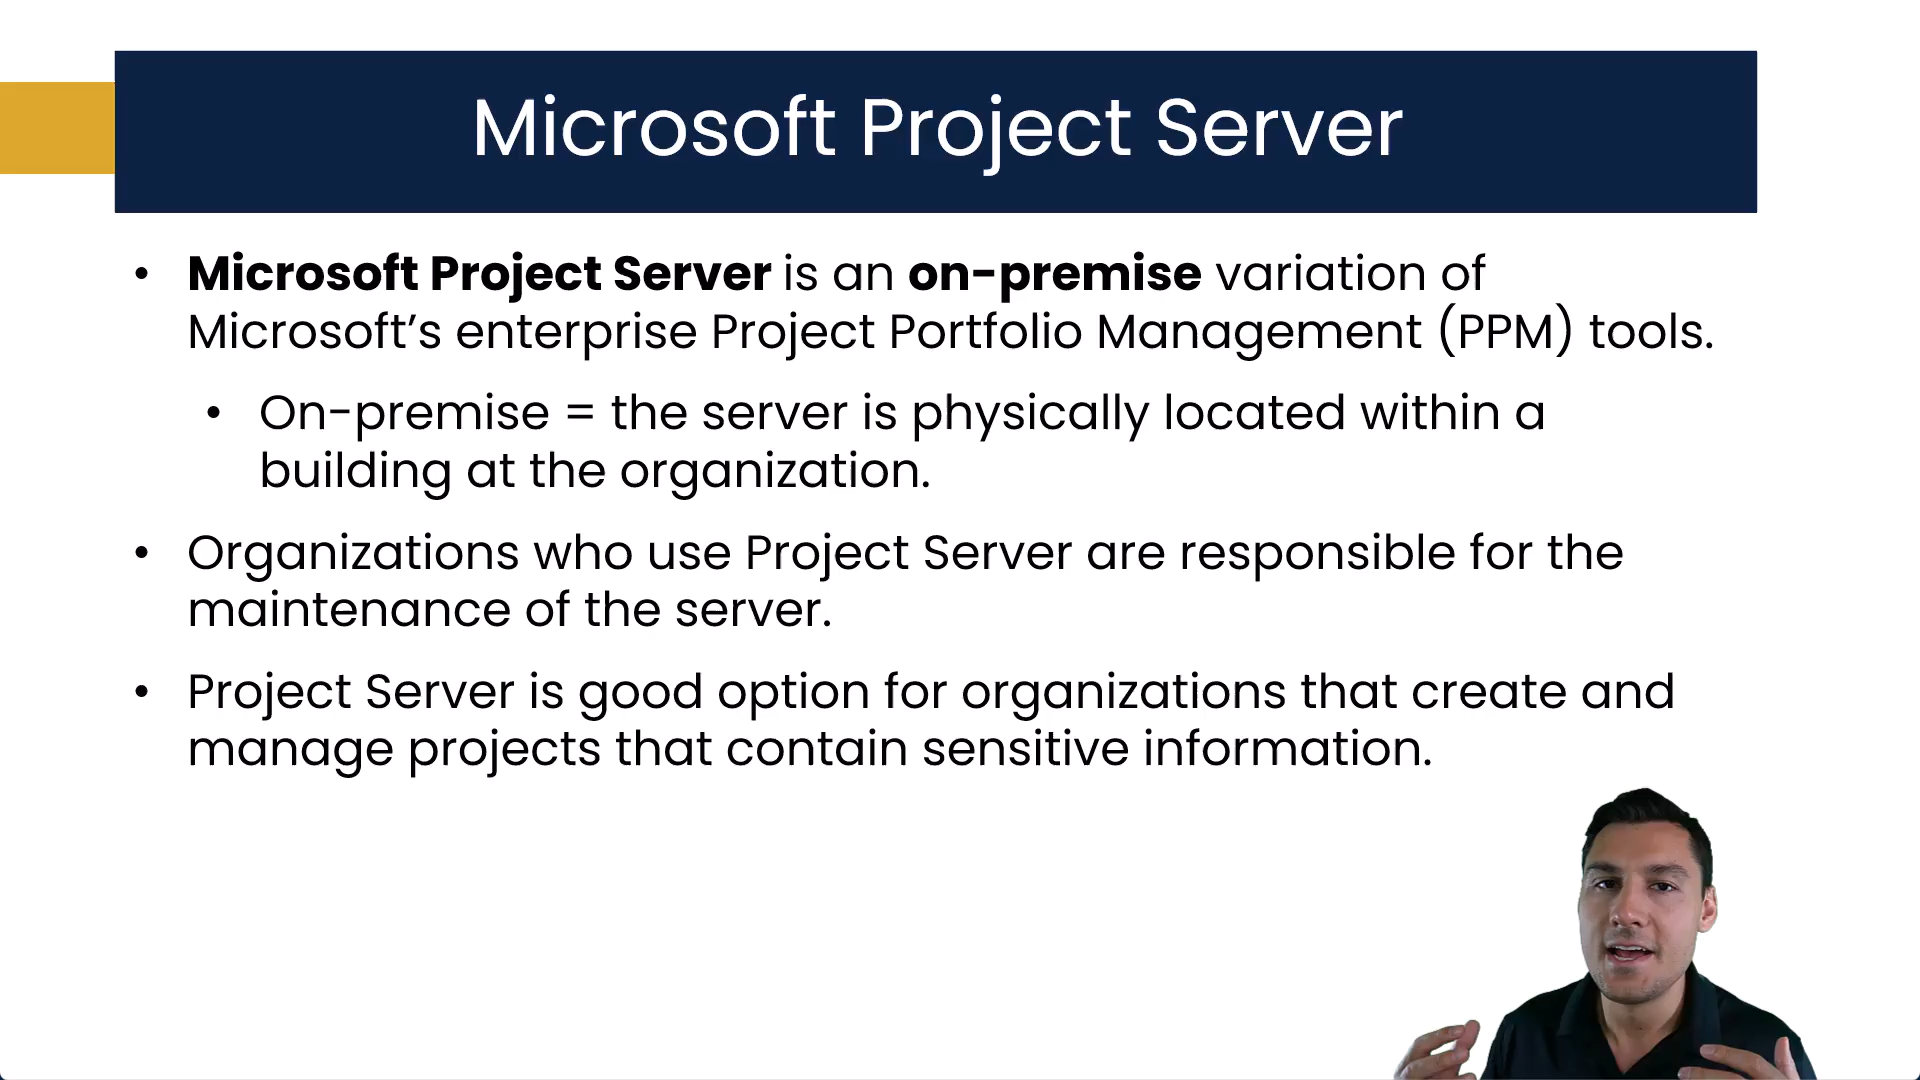 Microsoft Project Server
• Microsoft Project Server is an on-premise variation of
Microsoft’s enterprise Project Portfolio Management (PPM) tools.
• On-premise = the server is physically located within a
building at the organization.
• Organizations who use Project Server are responsible for the
maintenance of the server.
• Project Server is good option for organizations that create and
manage projects that contain sensitive information.